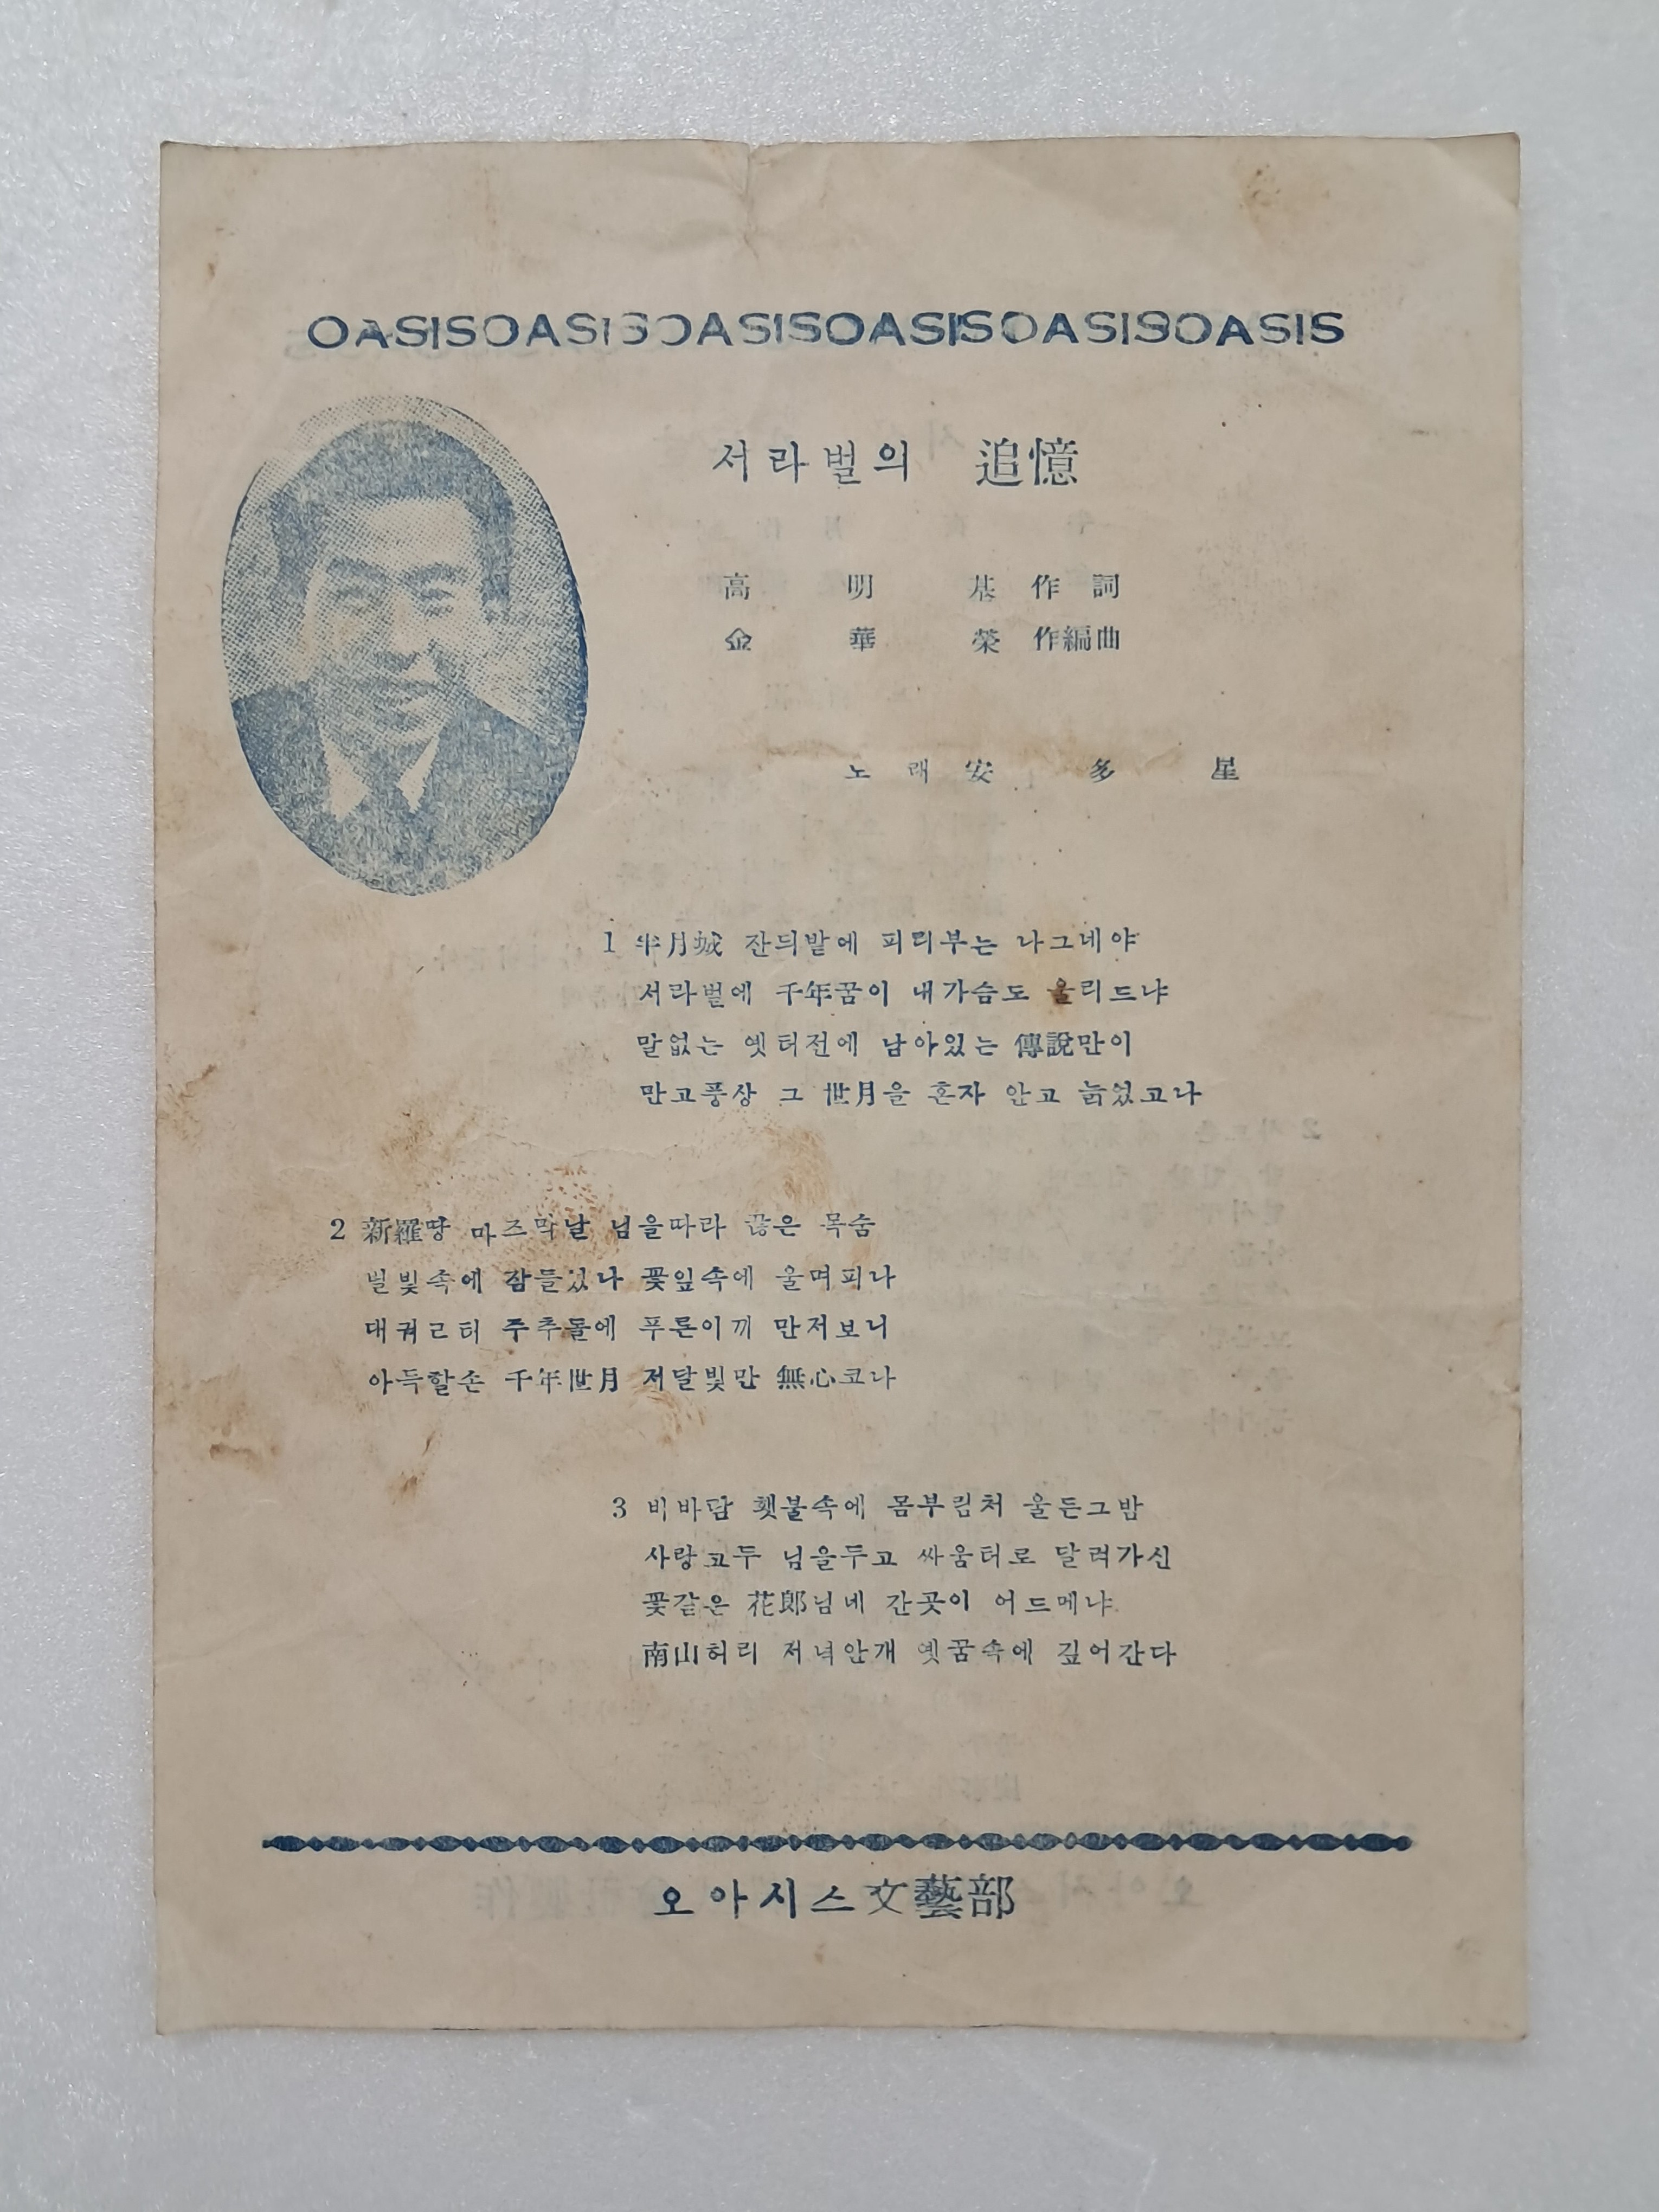 OASISOASISOASISOASISOASISOASIS
서라벌의 追憶
高明基 作詞
金華榮 作編曲
노래 安多星
1 半月城 잔듸밭에 피리부는 나그네야
서라벌에 千年꿈이 내가슴도 울리드냐
말없는 옛터전에 남아있는 傳說만이
만고풍상 그 世月을 혼자 안고 늙었고나
2 新羅땅 마즈막날 님을따라 끊은 목숨
별빛속에 잠들었나 꽃잎속에 울며피나
대궈ㄹ터 주추돌에 푸른이끼 만저보니
아득할손 千年世月 저달빛만 無心코나
3 비바람 횃불속에 몸부림처 울든그밤
사랑코두 님을두고 싸움터로 달려가신
꽃같은 花郞님네 간곳이 어드메냐
南山허리 저녁안개 옛꿈속에 깊어간다
오아시스文藝部